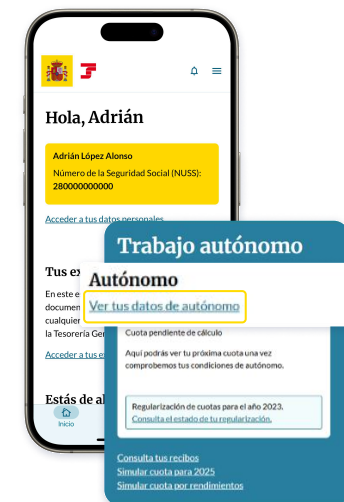 Hola, Adrián
Adrián López Alonso
Número de la Seguridad Social (NUSS):
280000000000
Acceder a tus datos personales
Tus ex
En este e
documen
cualquier
la Tesorería Ge
Acceder a tus e
Estás de al
Inicio
Trabajo autónomo
Autónomo
Ver tus datos de autónomo
Cuota pendiente de cálculo
Aquí podrás ver tu próxima cuota una vez
comprobemos tus condiciones de autónomo.
Regularización de cuotas para el año 2023.
Consulta el estado de tu regularización.
Consulta tus recibos
Simular cuota para 2025
Simular cuota por rendimientos